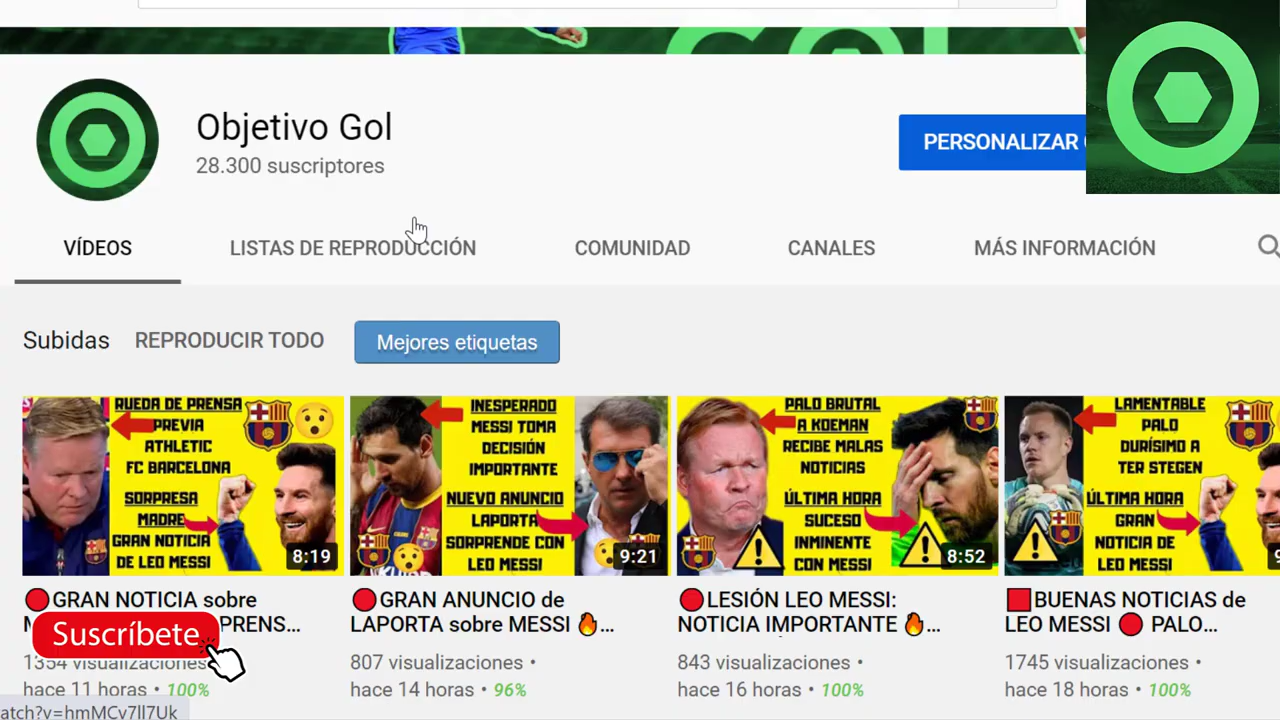 Objetivo Gol
28.300 suscriptores
PERSONALIZAR
VÍDEOS
LISTAS DE REPRODUCCIÓN
COMUNIDAD
CANALES
MÁS INFORMACIÓN
Subidas
REPRODUCIR TODO
Mejores etiquetas
RUEDA DE PRENSA
PREVIA
ATHLETIC
FC BARCELONA
SORPRESA
MADRE
GRAN NOTICIA
DE LEO MESSI
8:19
INESPERADO
MESSI TOMA
DECISIÓN
IMPORTANTE
NUEVO ANUNCIO
LAPORTA
SORPRENDE CON
LEO MESSI
9:21
PALO BRUTAL
A KOEMAN
RECIBE MALAS
NOTICIAS
ÚLTIMA HORA
SUCESO
INMINENTE
CON MESSI
8:52
LAMENTABLE
PALO
DURÍSIMO A
TER STEGEN
ÚLTIMA HORA
GRAN
NOTICIA DE
LEO MESSI
🔴GRAN NOTICIA sobre
PRENS...
Suscríbete
1354 visualizaciones
hace 11 horas • 100%
🔴GRAN ANUNCIO de
LAPORTA sobre MESSI 🔥...
807 visualizaciones •
hace 14 horas • 96%
🔴LESIÓN LEO MESSI:
NOTICIA IMPORTANTE 🔥...
843 visualizaciones •
hace 16 horas • 100%
🟥BUENAS NOTICIAS de
LEO MESSI 🔴 PALO...
1745 visualizaciones •
hace 18 horas • 100%